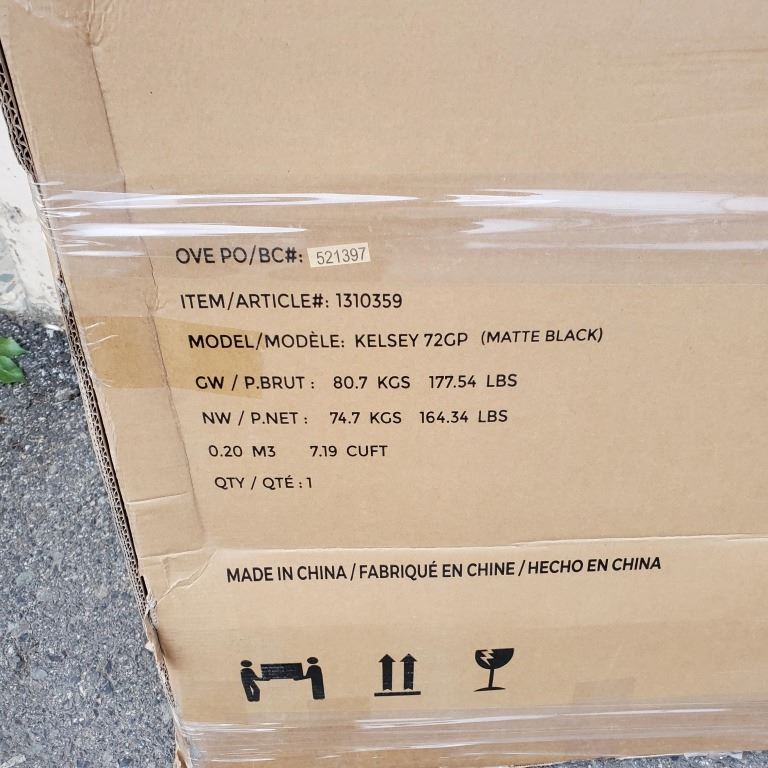 OVE PO/BC#: 521397
ITEM/ARTICLE#: 1310359
MODEL/MODÈLE: KELSEY 72GP (MATTE BLACK)
GW / P.BRUT : 80.7 KGS 177.54 LBS
NW / P.NET : 74.7 KGS 164.34 LBS
0.20 M3 7.19 CUFT
QTY / QTÉ : 1
MADE IN CHINA / FABRIQUÉ EN CHINE / HECHO EN CHINA